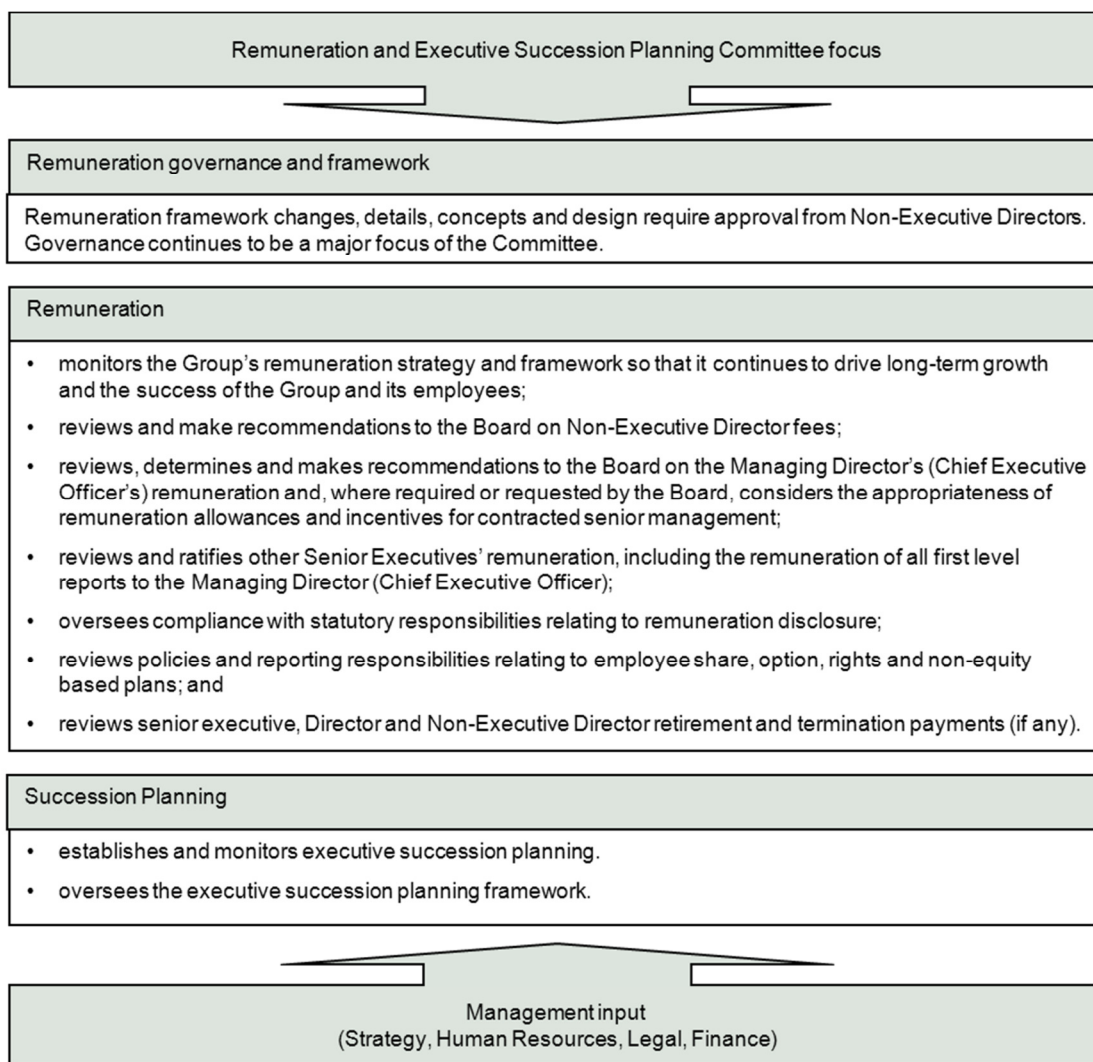 Remuneration and Executive Succession Planning Committee focus
Remuneration governance and framework
Remuneration framework changes, details, concepts and design require approval from Non-Executive Directors.
Governance continues to be a major focus of the Committee.
Remuneration
• monitors the Group's remuneration strategy and framework so that it continues to drive long-term growth
and the success of the Group and its employees;
• reviews and make recommendations to the Board on Non-Executive Director fees;
• reviews, determines and makes recommendations to the Board on the Managing Director's (Chief Executive
Officer's) remuneration and, where required or requested by the Board, considers the appropriateness of
remuneration allowances and incentives for contracted senior management;
• reviews and ratifies other Senior Executives' remuneration, including the remuneration of all first level
reports to the Managing Director (Chief Executive Officer);
• oversees compliance with statutory responsibilities relating to remuneration disclosure;
• reviews policies and reporting responsibilities relating to employee share, option, rights and non-equity
based plans; and
• reviews senior executive, Director and Non-Executive Director retirement and termination payments (if any).
Succession Planning
• establishes and monitors executive succession planning.
• oversees the executive succession planning framework.
Management input
(Strategy, Human Resources, Legal, Finance)